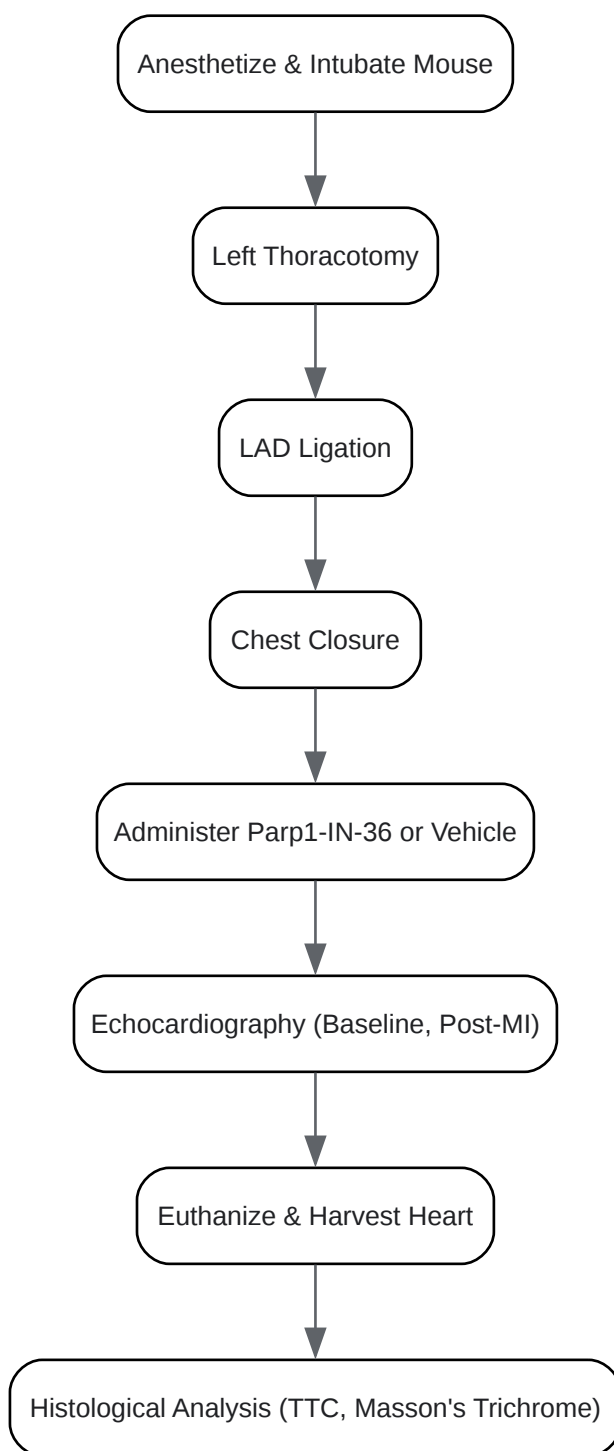 Anesthetize & Intubate Mouse
Left Thoracotomy
LAD Ligation
Chest Closure
Administer Parp1-IN-36 or Vehicle
Echocardiography (Baseline, Post-MI)
Euthanize & Harvest Heart
Histological Analysis (TTC, Masson's Trichrome)